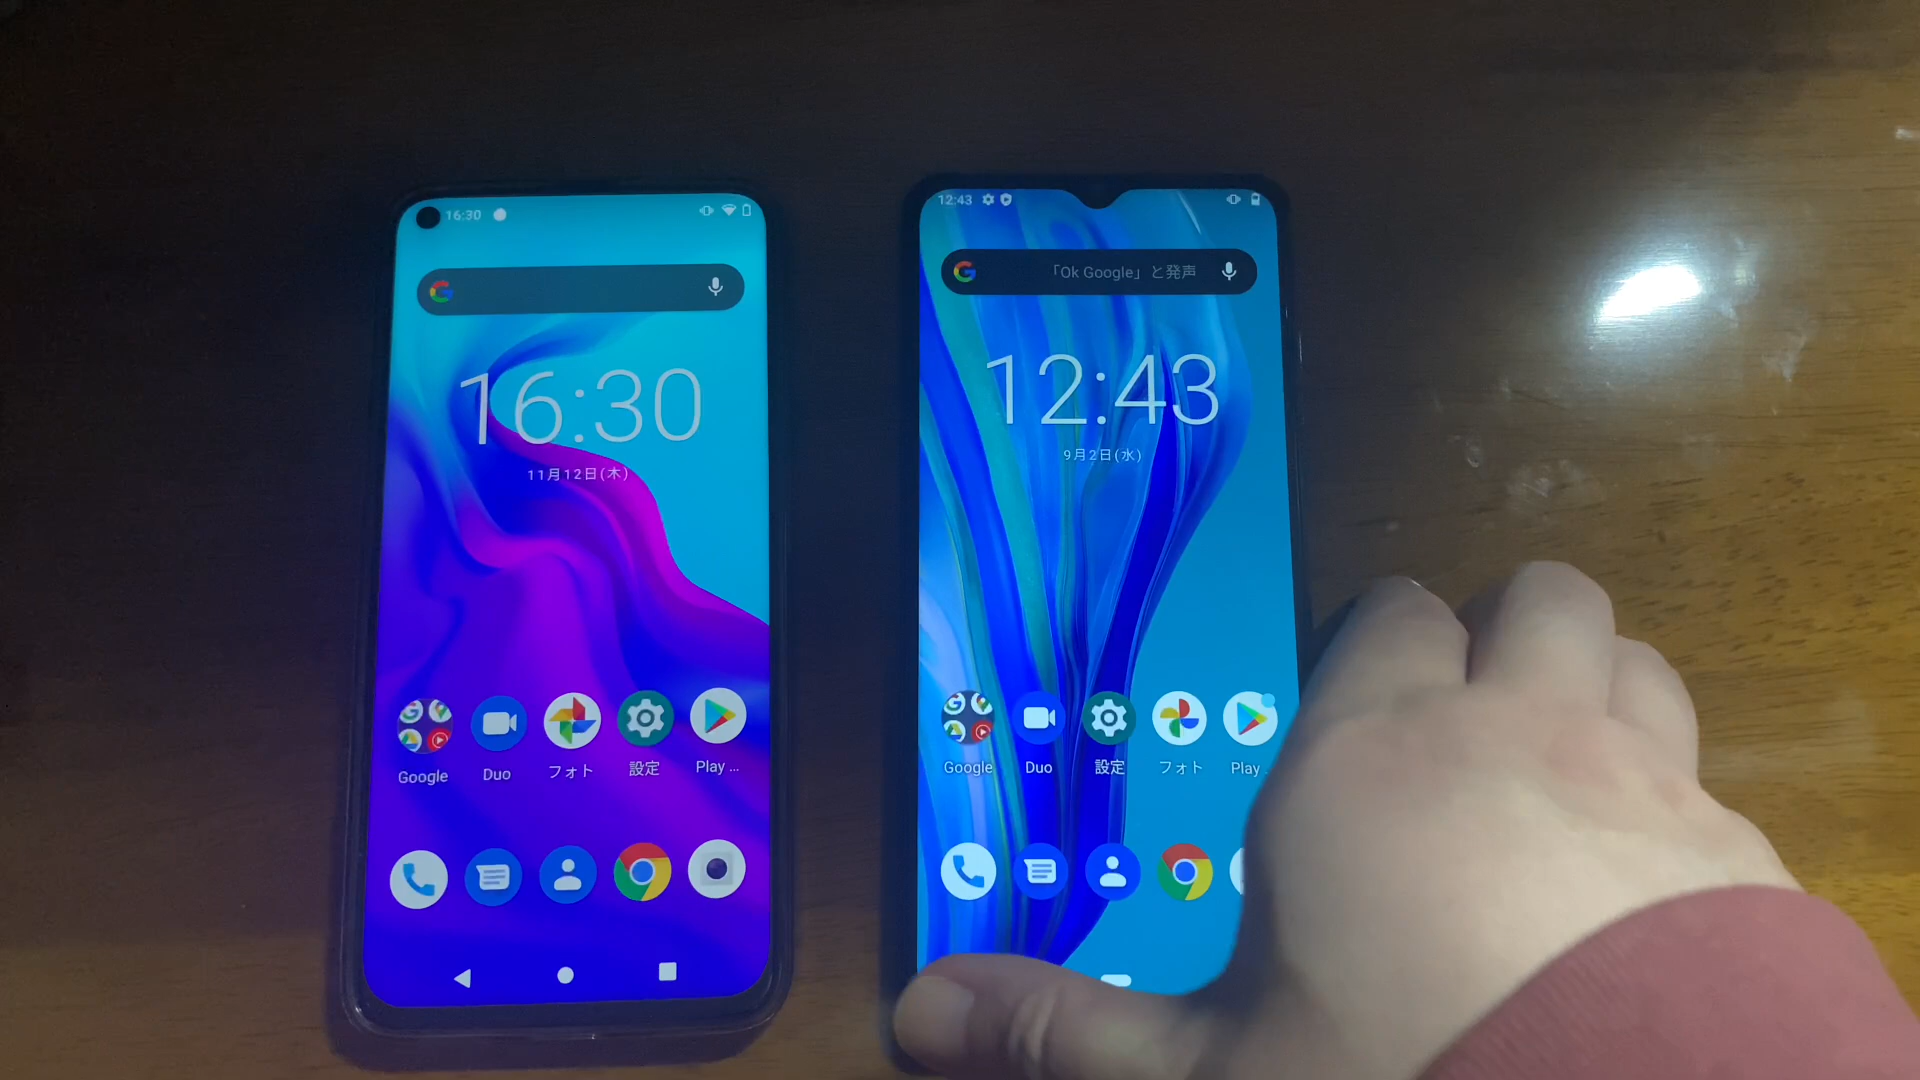 16:30
16:30
11月12日(木)
Google
Duo
フォト
設定
Play ...
12:43
「Ok Google」と発声
12:43
9月2日(水)
Google
Duo
設定
フォト
Play